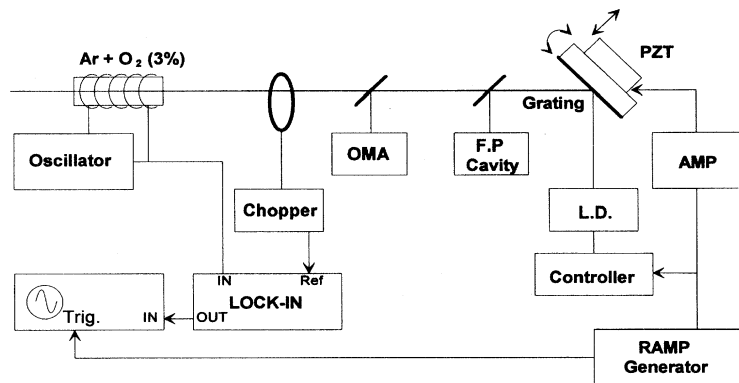 Ar + O₂ (3%)
PZT
Grating
Oscillator
OMA
F.P
Cavity
AMP
Chopper
L.D.
Controller
IN
Ref
LOCK-IN
OUT
IN
Trig.
RAMP
Generator